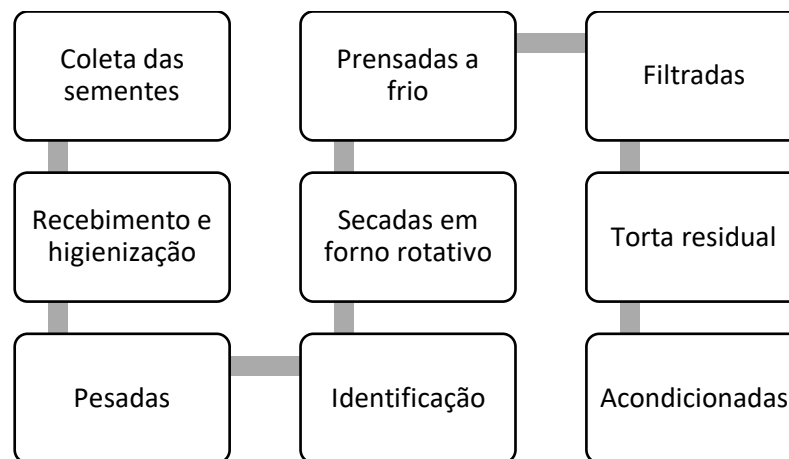 Coleta das
sementes
Recebimento e
higienização
Pesadas
Identificação
Secadas em
forno rotativo
Prensadas a
frio
Filtradas
Torta residual
Acondicionadas